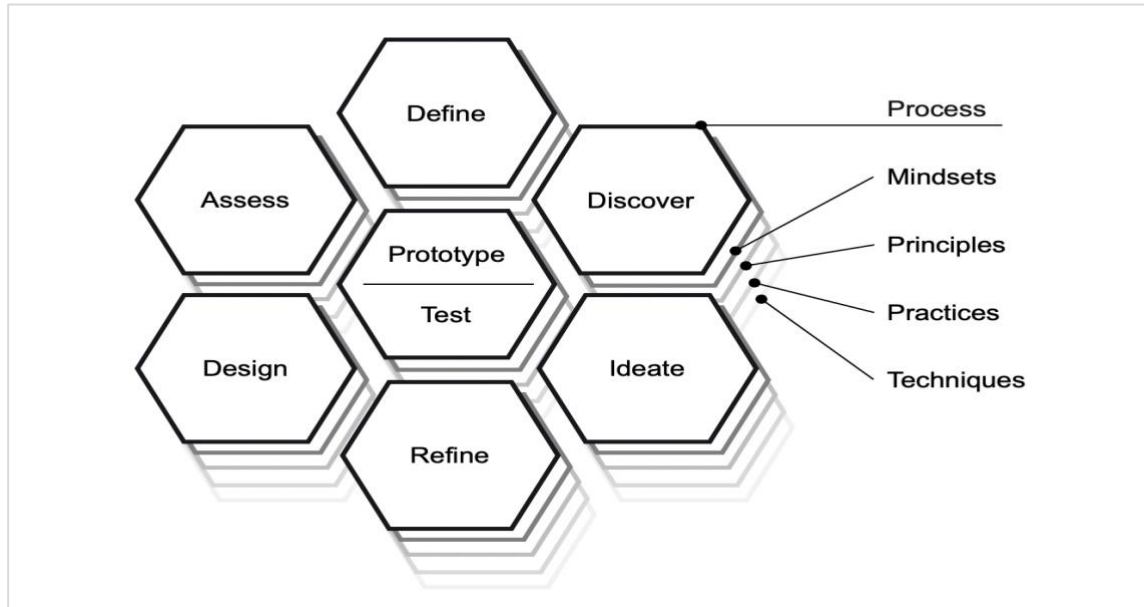 Define
Process
Assess
Discover
Mindsets
Prototype
Principles
Test
Practices
Design
Ideate
Techniques
Refine